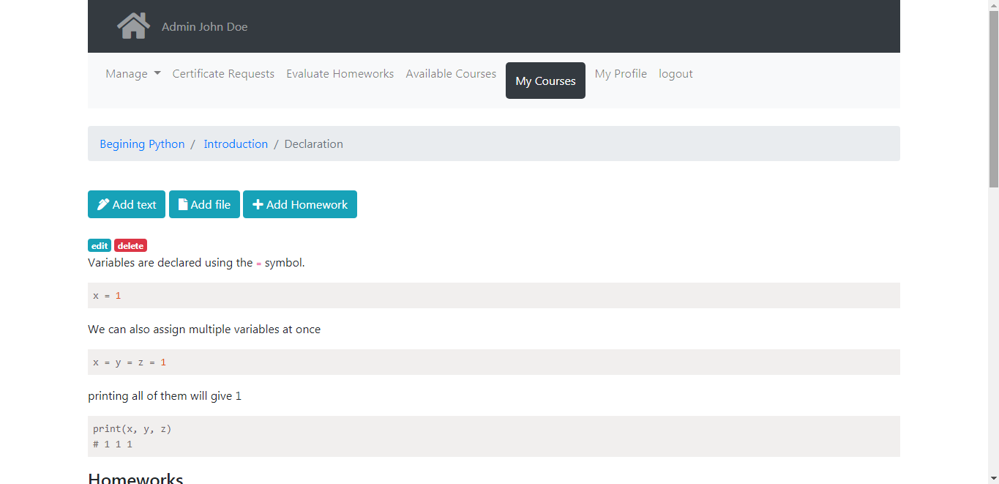 Admin John Doe
Manage Certificate Requests Evaluate Homeworks Available Courses My Courses My Profile logout
Begining Python / Introduction / Declaration
Add text Add file Add Homework
edit delete
Variables are declared using the = symbol.
x = 1
We can also assign multiple variables at once
x = y = z = 1
printing all of them will give 1
print(x, y, z)
# 1 1 1
Homeworks